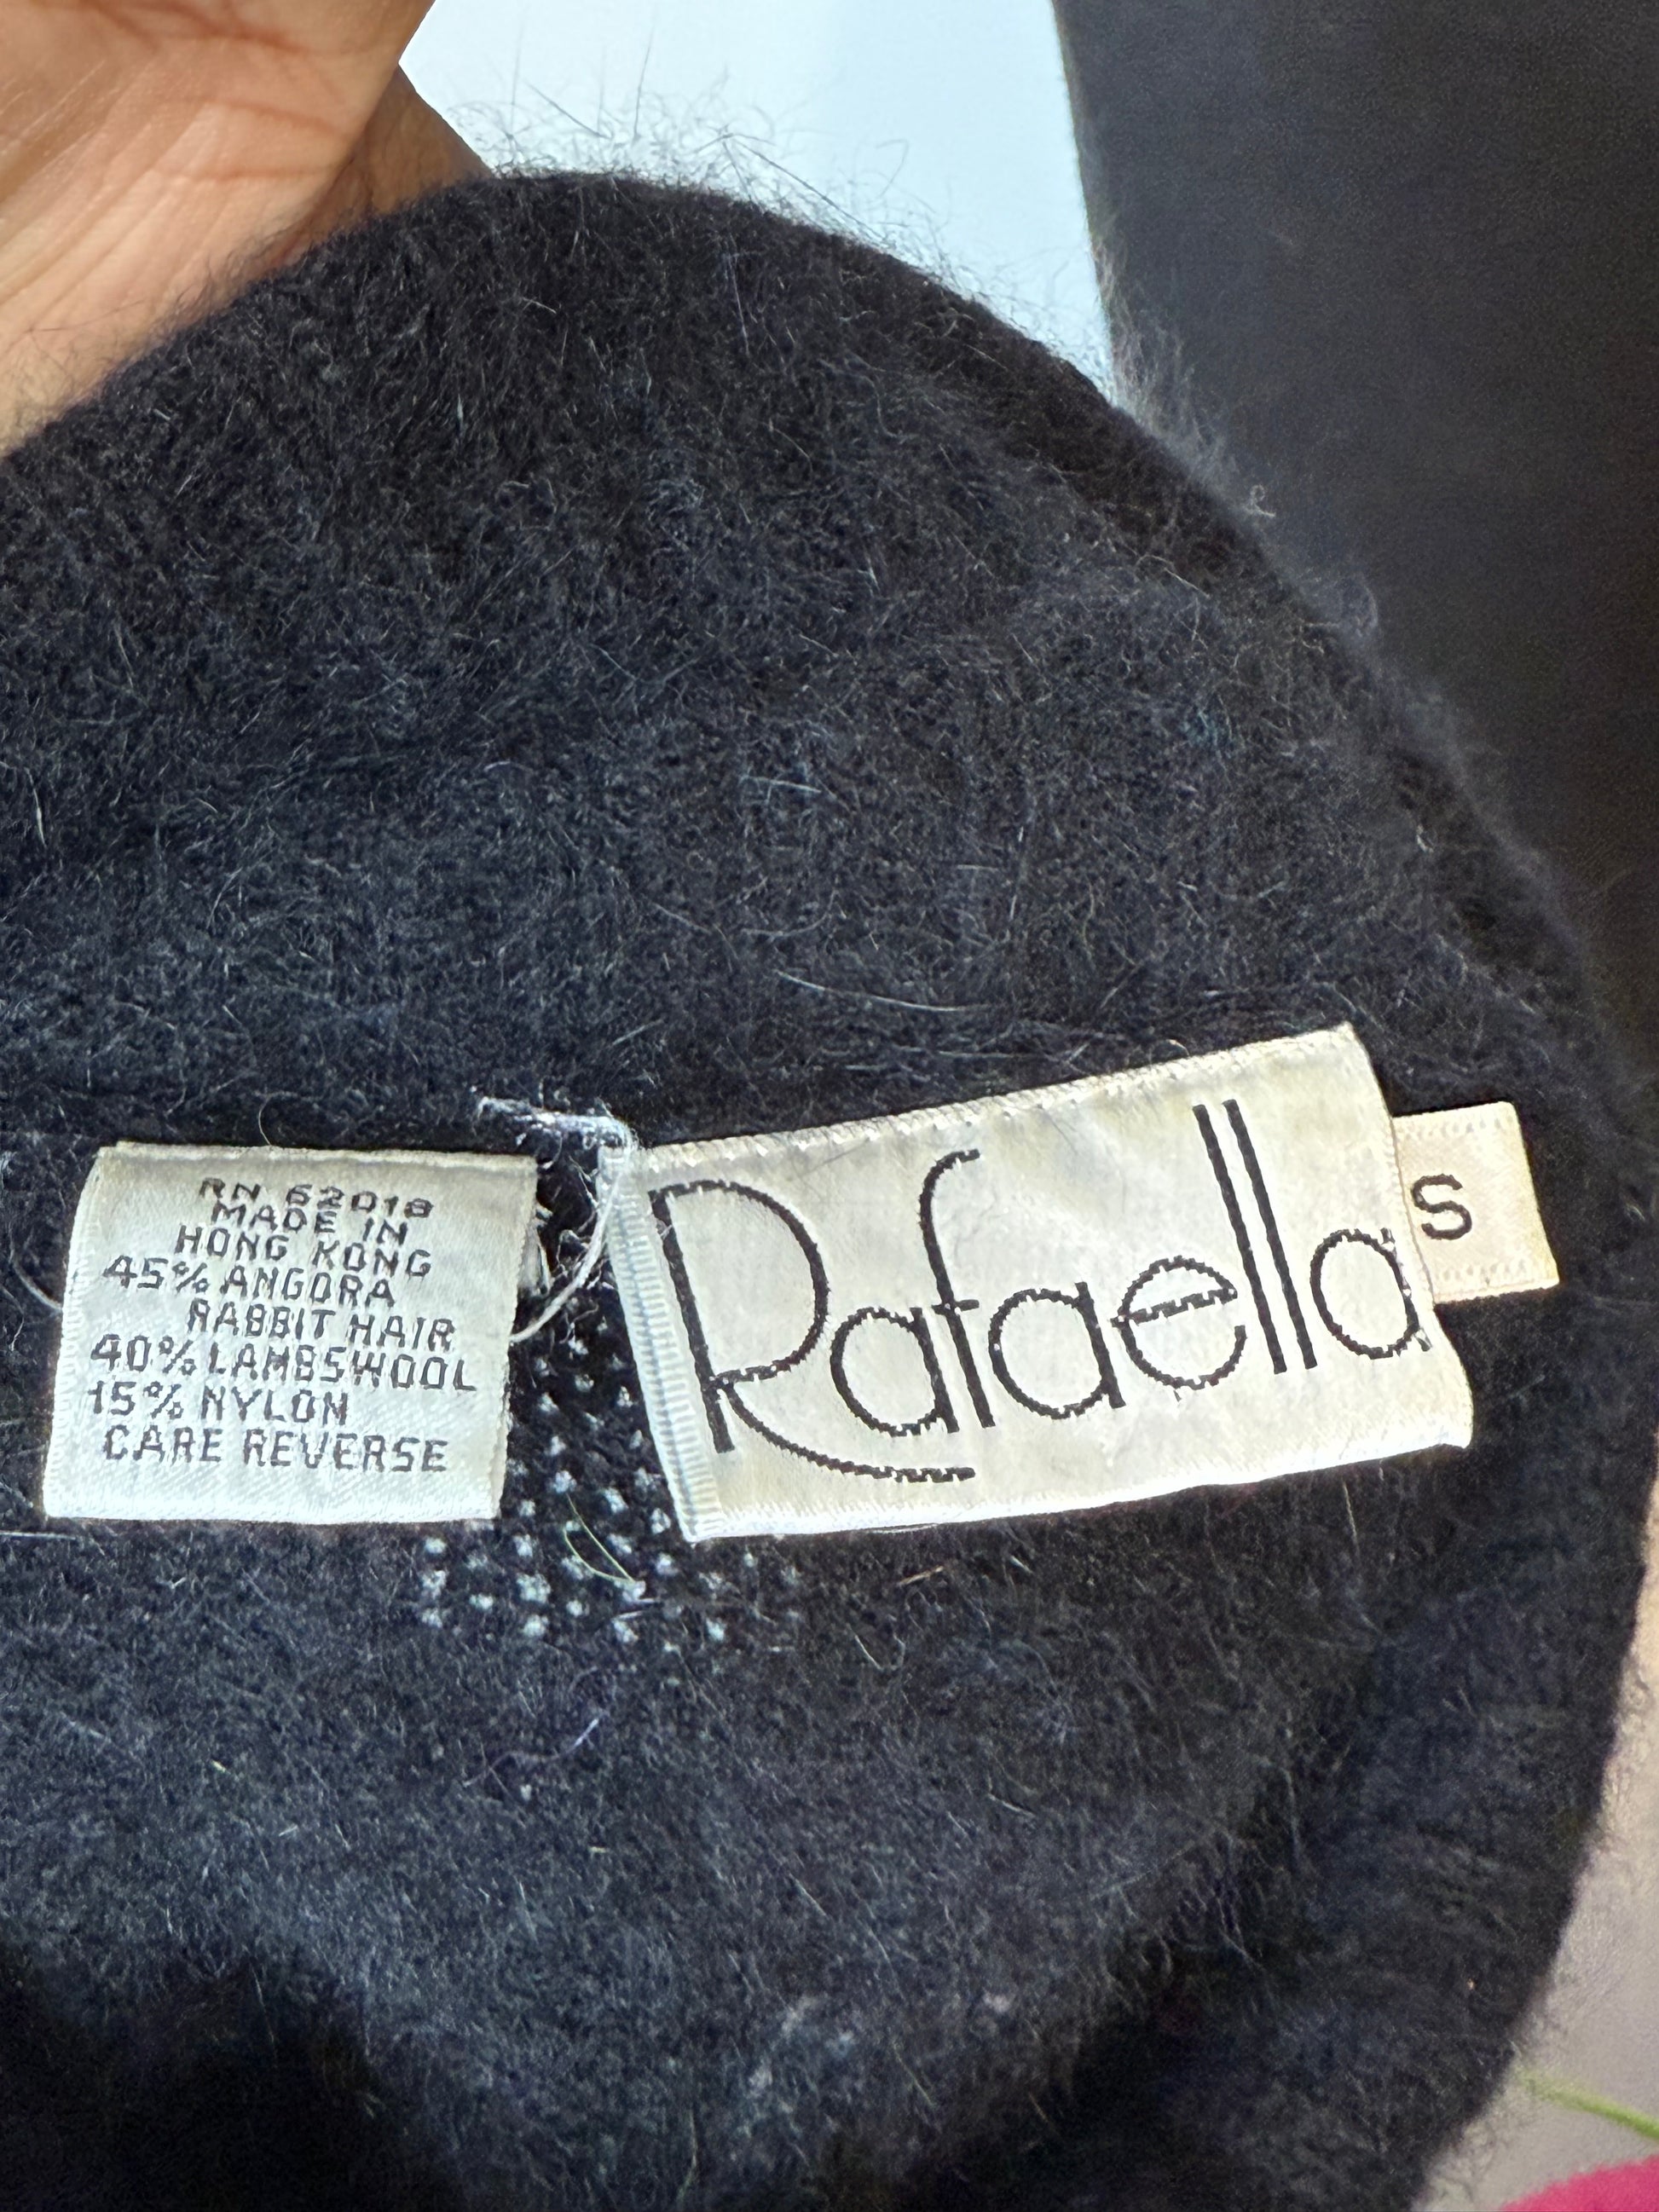 RN 62018
MADE IN
HONG KONG
45% ANGORA
RABBIT HAIR
40% LAMBSWOOL
15% NYLON
CARE REVERSE
Rafaella
S